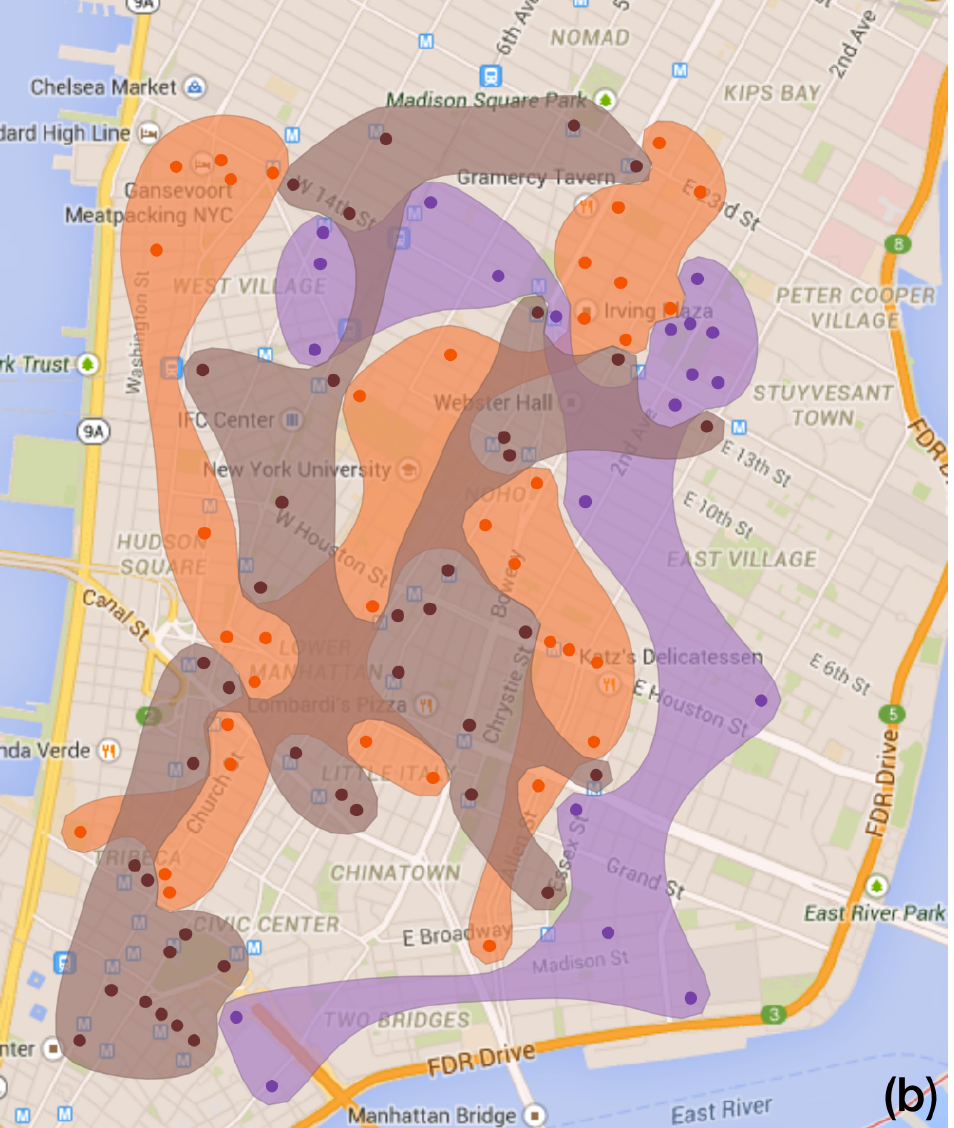 9A
6th Av
5
2nd Ave
M
NOMAD
M
Chelsea Market
KIPS BAY
Madison Square Park
dard High Line
M
M
Gramercy Tavern
M
W 14th St
E 3rd St
Gansevoort
Meatpacking NYC
M
8
WEST VILLAGE
M
PETER COOPER
VILLAGE
Irving Plaza
Washington St
rk Trust
M
M
M
STUYVESANT
TOWN
Webster Hall
IFC Center
2nd Ave
M
FDR D
9A
E 13th St
M
M
New York University
NOHO
E 10th St
M
W Houston St
HUDSON
SQUARE
EAST VILLAGE
M
Bowery
M
Canal St
M
M
LOWER
MANHATTAN
M
Katz's Delicatessen
E 6th St
M
E Houston St
Lombardi's Pizza
Chrystie St
2
5
M
nda Verde
M
M
LITTLE ITALY
FDR Drive
M
M
M
Church St
Allen St
Essex St
TRIBECA
CHINATOWN
Grand St
M
East River Park
M
CIVIC CENTER
E Broadway
M
M
M
M
M
Madison St
M
3
TWO BRIDGES
M
nter
M
M
FDR Drive
M
M
Manhattan Bridge
East River
(b)